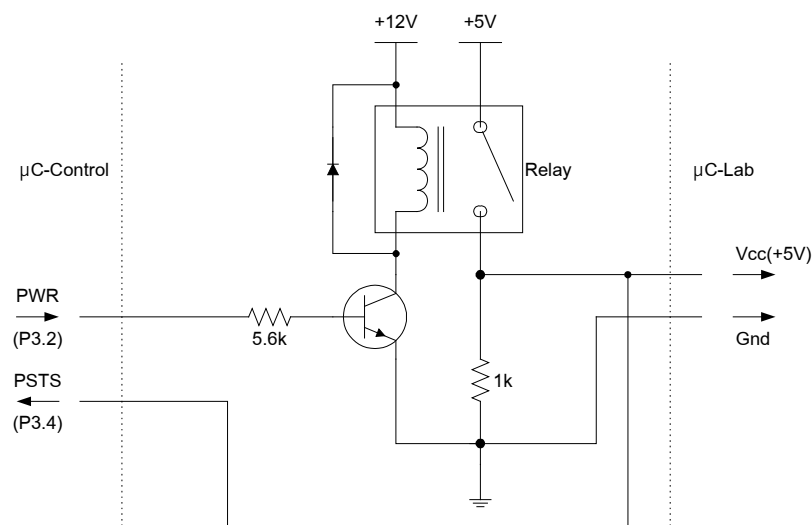 +12V
+5V
μC-Control
Relay
μC-Lab
Vcc(+5V)
PWR
(P3.2)
5.6k
Gnd
PSTS
(P3.4)
1k